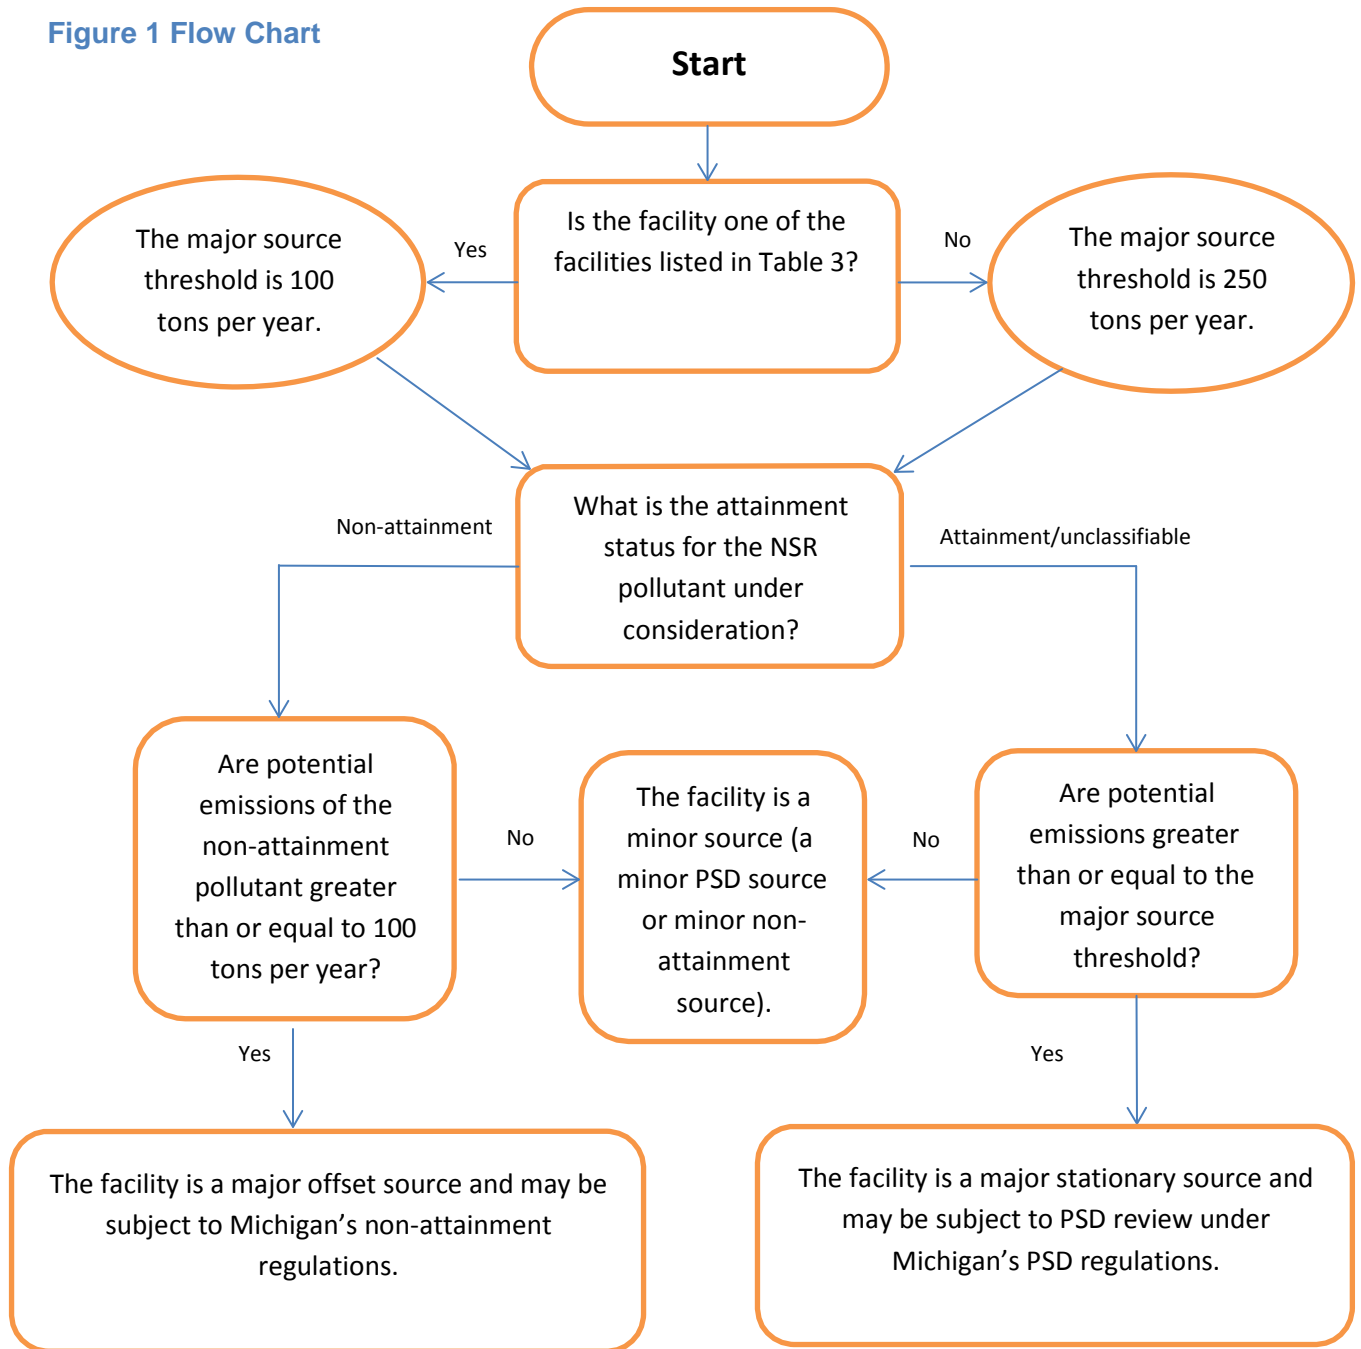 Figure 1 Flow Chart
Start
Is the facility one of the
facilities listed in Table 3?
Yes
No
The major source
threshold is 100
tons per year.
The major source
threshold is 250
tons per year.
What is the attainment
status for the NSR
pollutant under
consideration?
Non-attainment
Attainment/unclassifiable
Are potential
emissions of the
non-attainment
pollutant greater
than or equal to 100
tons per year?
No
The facility is a
minor source (a
minor PSD source
or minor non-
attainment
source).
No
Are potential
emissions greater
than or equal to the
major source
threshold?
Yes
Yes
The facility is a major offset source and may be
subject to Michigan’s non-attainment
regulations.
The facility is a major stationary source and
may be subject to PSD review under
Michigan’s PSD regulations.